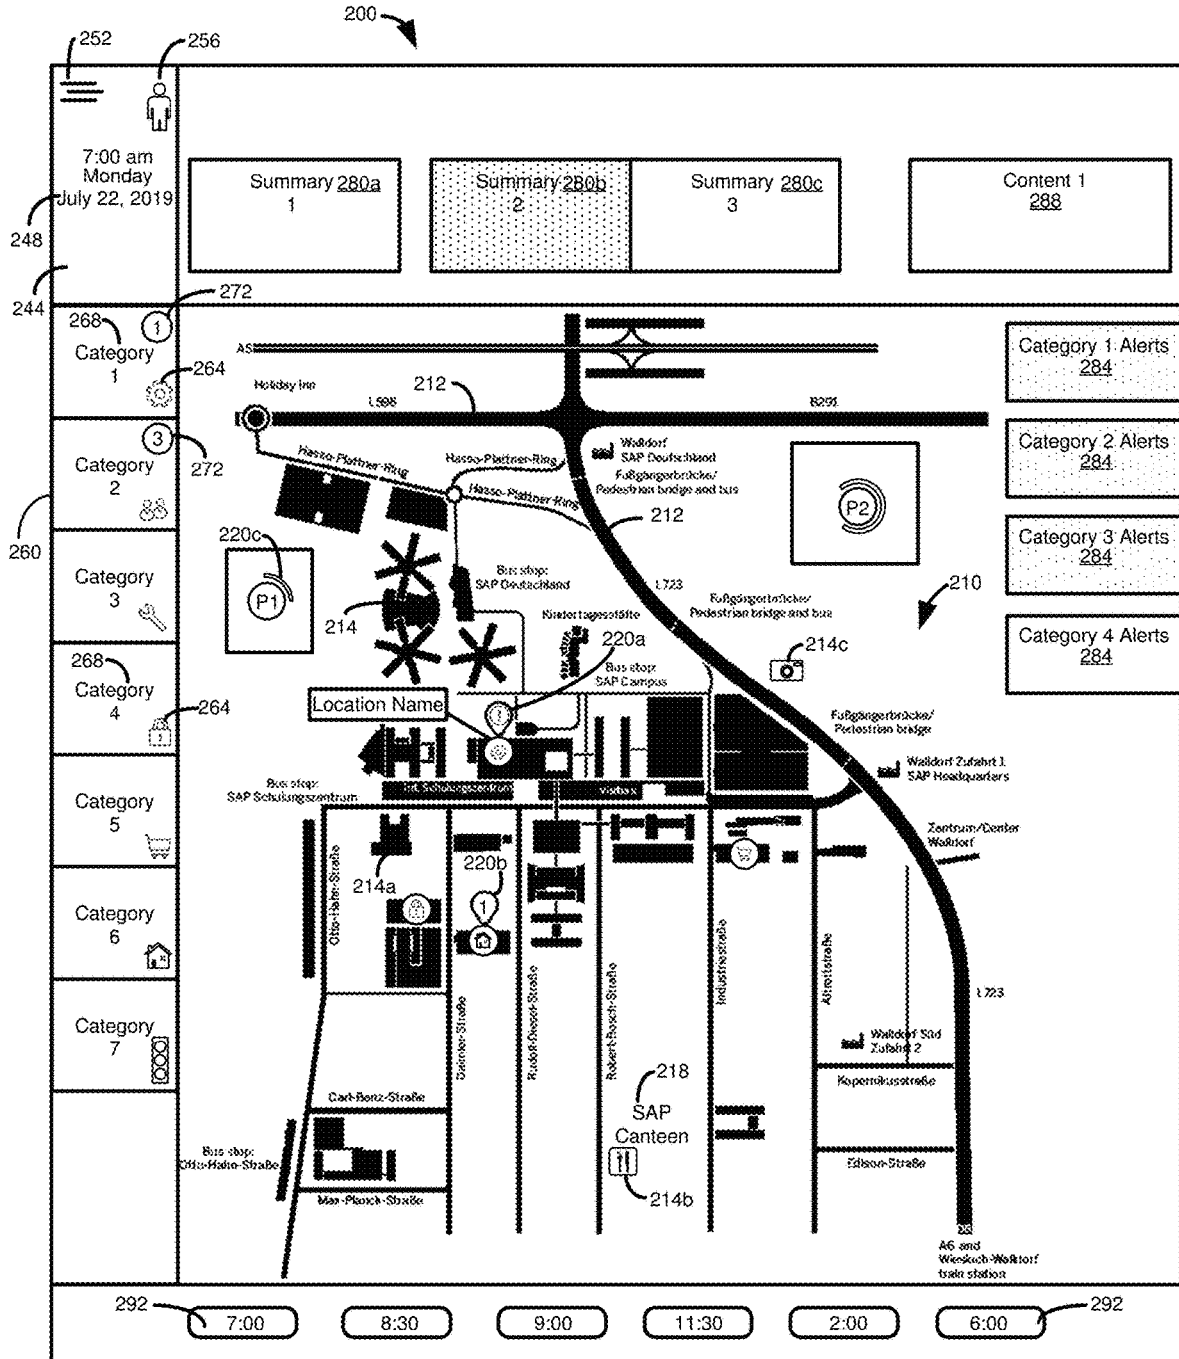 200
252
256
7:00 am
Monday
July 22, 2019
248
244
Summary 280a
1
Summary 280b
2
Summary 280c
3
Content 1
288
272
268
1
Category
1
264
3
Category
2
272
260
Category
3
268
Category
4
264
Category
5
Category
6
Category
7
A5
Holiday Inn
L598
212
B291
Hasso-Plattner-Ring
Hasso-Plattner-Ring
Hasso-Plattner-Ring
Walldorf
SAP Deutschland
Fußgängerbrücke/
Pedestrian bridge and bus
P2
212
220c
P1
214
Bus stop:
SAP Deutschland
L723
Fußgängerbrücke/
Pedestrian bridge and bus
210
Kindertagesstätte
220a
Bus stop:
SAP Campus
214c
Location Name
Fußgängerbrücke/
Pedestrian bridge
Walldorf Zufahrt 1
SAP Headquarters
Bus stop:
SAP Schulungszentrum
Zentrum/Center
Walldorf
214a
220b
1
Otto-Hahn-Straße
Daimler-Straße
Rudolf-Diesel-Straße
Robert-Bosch-Straße
Industriestraße
Altrottstraße
L723
Walldorf Süd
Zufahrt 2
Kopernikusstraße
218
SAP
Canteen
214b
Carl-Benz-Straße
Bus stop:
Otto-Hahn-Straße
Max-Planck-Straße
Edison-Straße
A6 and
Wiesloch-Walldorf
train station
Category 1 Alerts
284
Category 2 Alerts
284
Category 3 Alerts
284
Category 4 Alerts
284
292
7:00
8:30
9:00
11:30
2:00
6:00
292